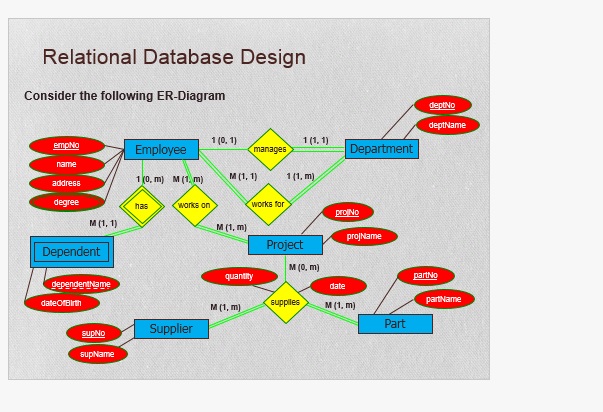 Relational Database Design
Consider the following ER-Diagram
deptNo
deptName
1 (0, 1)
1 (1, 1)
empNo
Employee
manages
Department
name
address
degree
1 (0, m)
M (1, m)
M (1, 1)
1 (1, m)
has
works on
works for
M (1, 1)
M (1, m)
projNo
projName
Dependent
Project
M (0, m)
dependentName
dateOfBirth
quantity
date
partNo
partName
supplies
M (1, m)
M (1, m)
supNo
supName
Supplier
Part